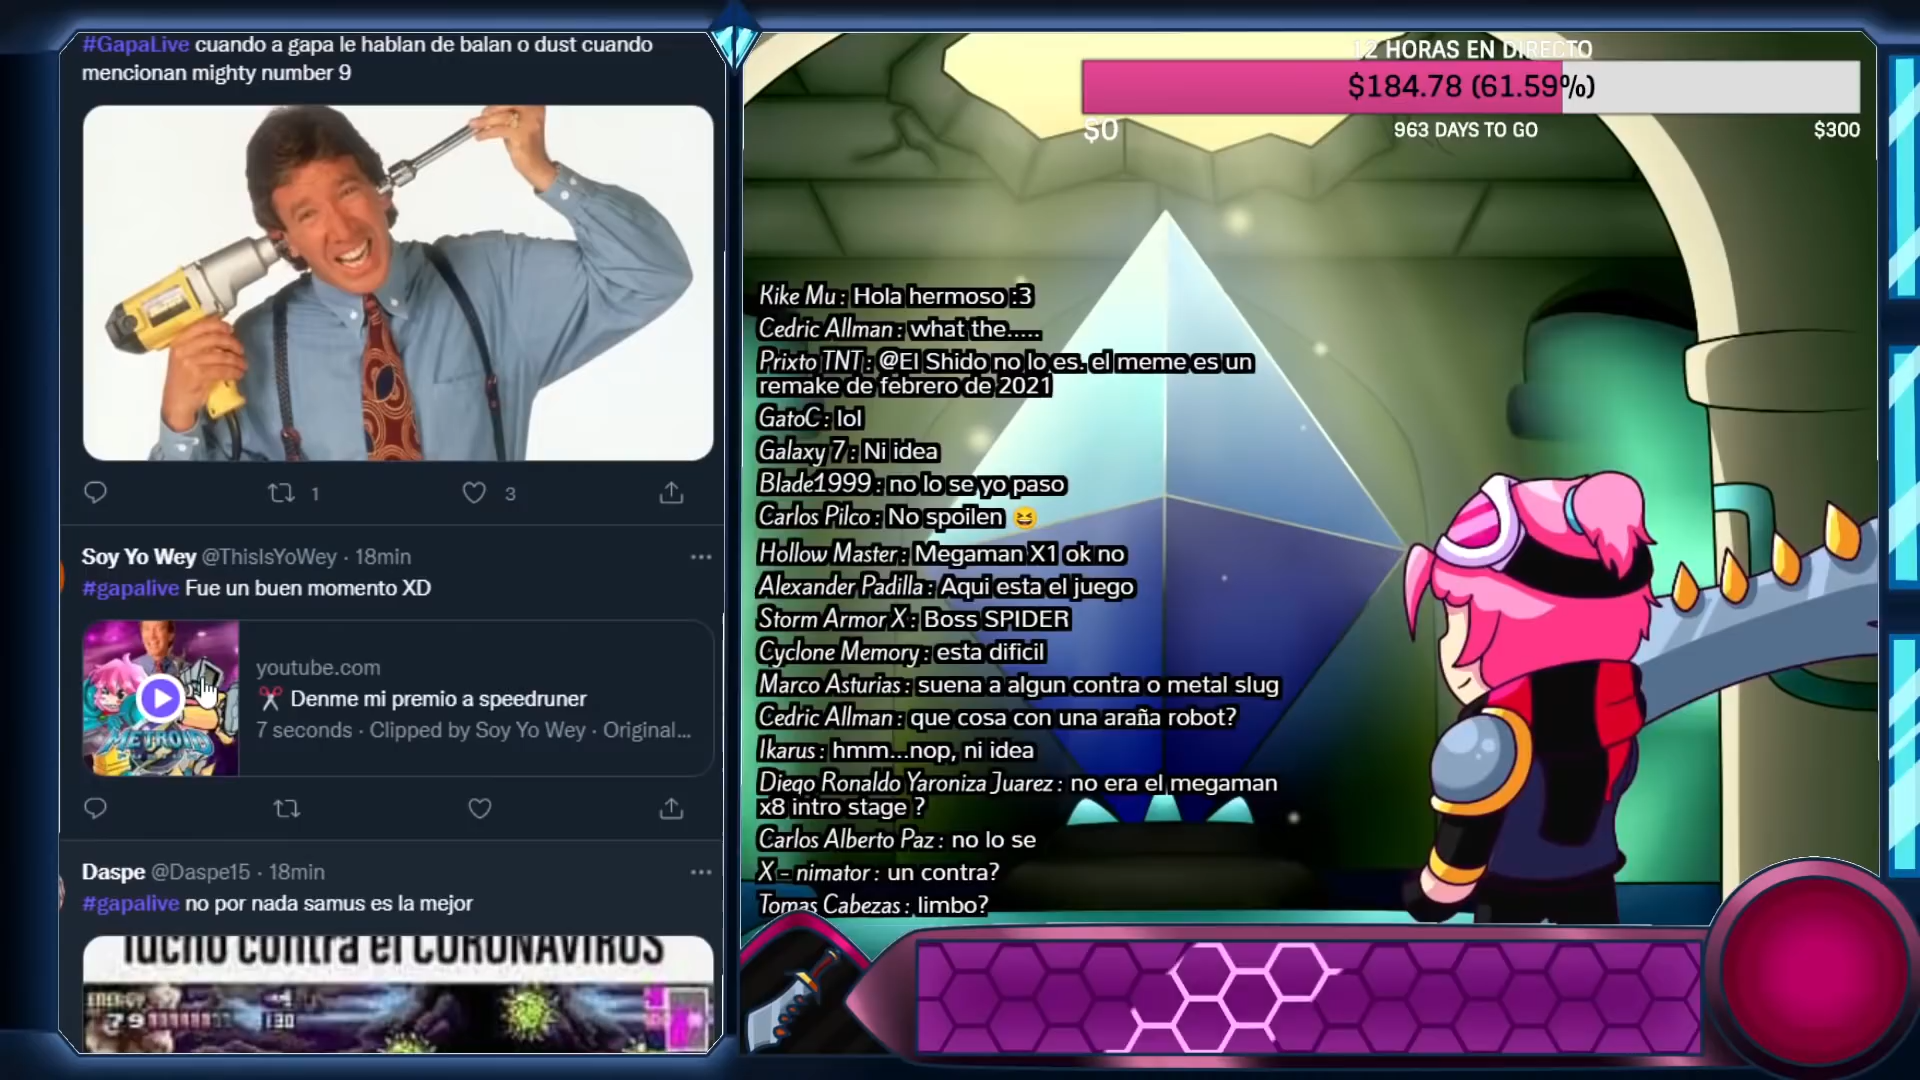 #GapaLive cuando a gapa le hablan de balan o dust cuando
mencionan mighty number 9
1
3
Soy Yo Wey @ThisIsYoWey · 18min
#gapalive Fue un buen momento XD
METROID
youtube.com
✂️ Denme mi premio a speedruner
7 seconds · Clipped by Soy Yo Wey · Original...
Daspe @Daspe15 · 18min
#gapalive no por nada samus es la mejor
lucho contra el CORONAVIRUS
ENERGY
79
130
12 HORAS EN DIRECTO
$184.78 (61.59%)
$0
963 DAYS TO GO
$300
Kike Mu : Hola hermoso :3
Cedric Allman : what the.....
Prixto TNT : @El Shido no lo es. el meme es un
remake de febrero de 2021
GatoC : lol
Galaxy 7 : Ni idea
Blade1999 : no lo se yo paso
Carlos Pilco : No spoilen 😆
Hollow Master : Megaman X1 ok no
Alexander Padilla : Aqui esta el juego
Storm Armor X : Boss SPIDER
Cyclone Memory : esta dificil
Marco Asturias : suena a algun contra o metal slug
Cedric Allman : que cosa con una araña robot?
Ikarus : hmm...nop, ni idea
Diego Ronaldo Yaroniza Juarez : no era el megaman
x8 intro stage ?
Carlos Alberto Paz : no lo se
X - nimator : un contra?
Tomas Cabezas : limbo?